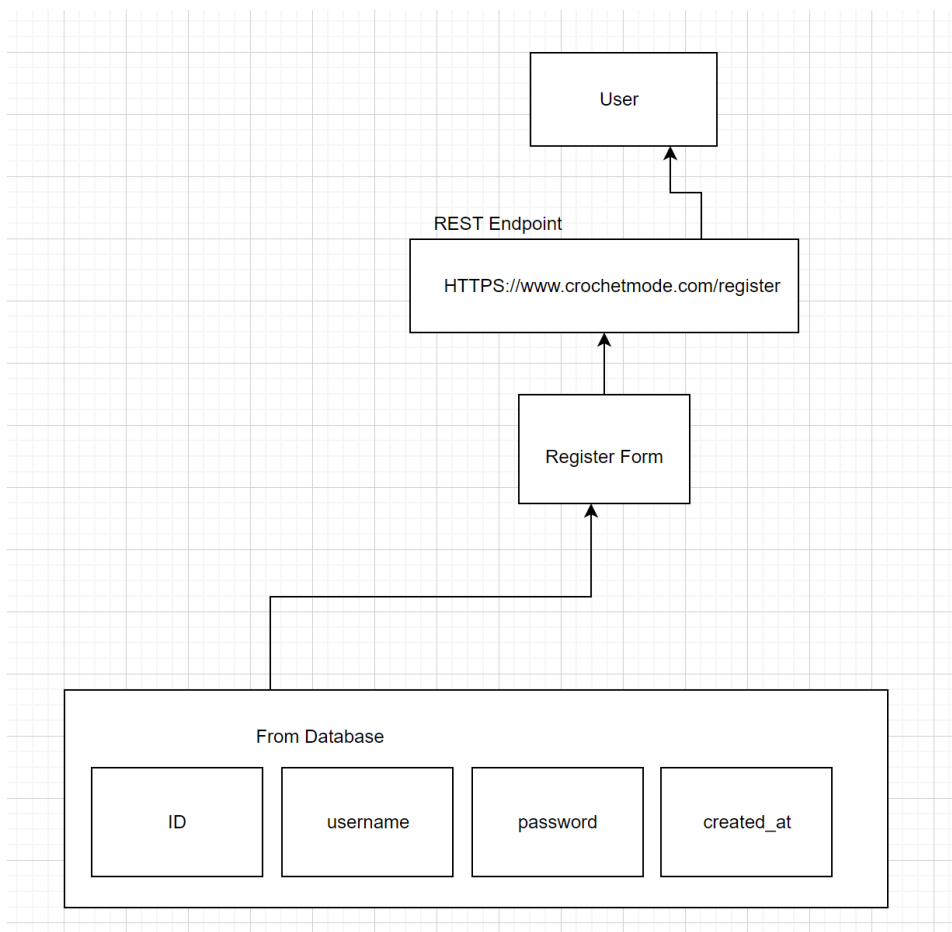 User
REST Endpoint
HTTPS://www.crochetmode.com/register
Register Form
From Database
ID
username
password
created_at